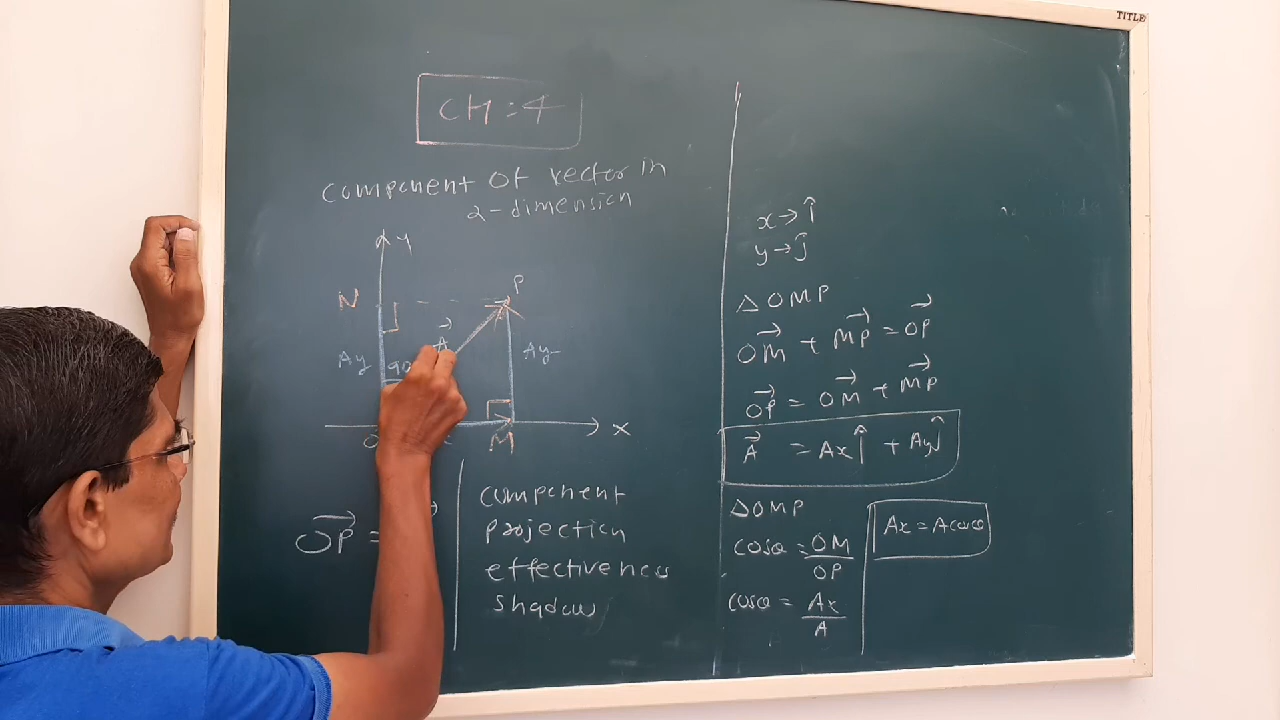 TITLE
CH = 4
component of vector in
2-dimension
y
N
P
A⃗
Ay
90
Ay
O
M
x
OP⃗ =
component
projection
effectiveness
shadow
x → î
y → ĵ
Δ OMP
OM⃗ + MP⃗ = OP⃗
OP⃗ = OM⃗ + MP⃗
A⃗ = Ax î + Ay ĵ
Δ OMP
cosθ = OM / OP
cosθ = Ax / A
Ax = A cosθ